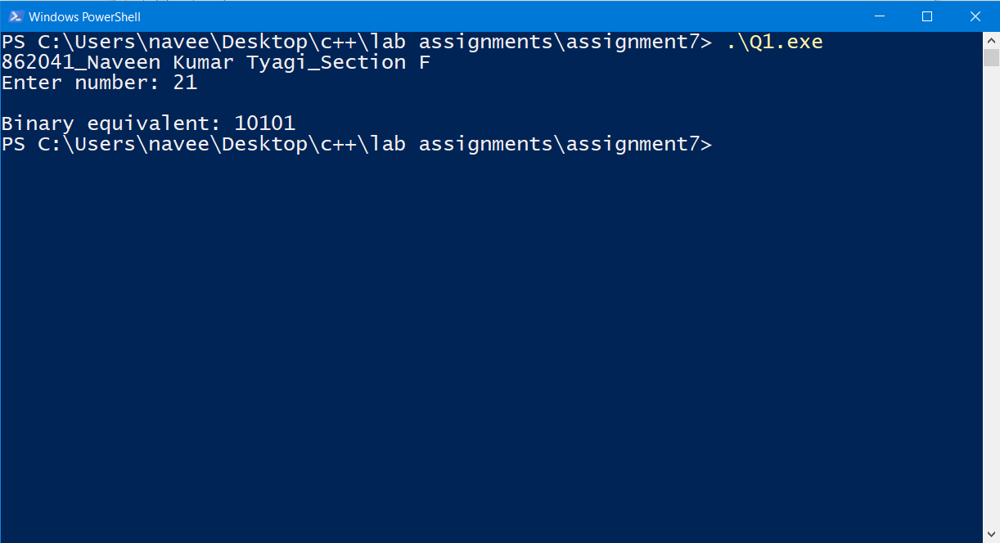 Windows PowerShell
PS C:\Users\navee\Desktop\c++\lab assignments\assignment7> .\Q1.exe
862041_Naveen Kumar Tyagi_Section F
Enter number: 21
Binary equivalent: 10101
PS C:\Users\navee\Desktop\c++\lab assignments\assignment7>